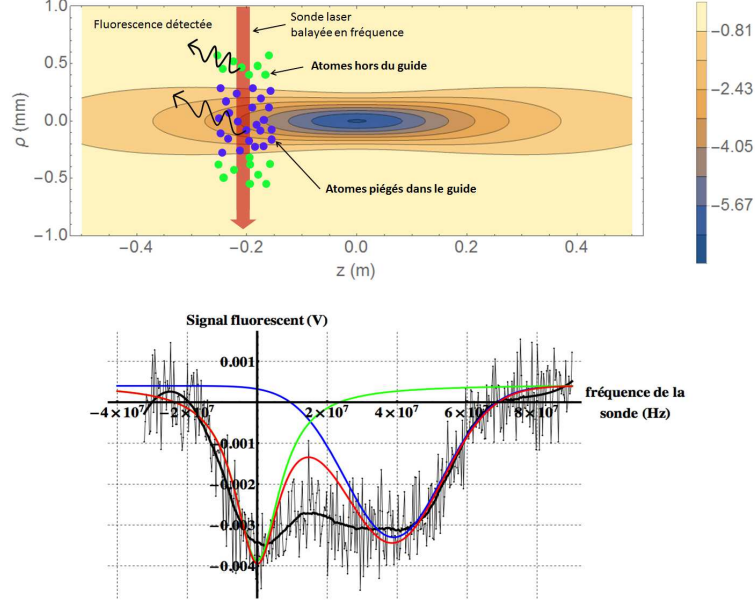 1.0
0.5
0.0
−0.5
−1.0
ρ (mm)
Fluorescence détectée
Sonde laser
balayée en fréquence
Atomes hors du guide
Atomes piégés dans le guide
−0.4
−0.2
0.0
0.2
0.4
z (m)
−0.81
−2.43
−4.05
−5.67
Signal fluorescent (V)
0.001
−4×10⁷
−2×10⁷
2×10⁷
4×10⁷
6×10⁷
8×10⁷
fréquence de la
sonde (Hz)
−0.001
−0.003
−0.004